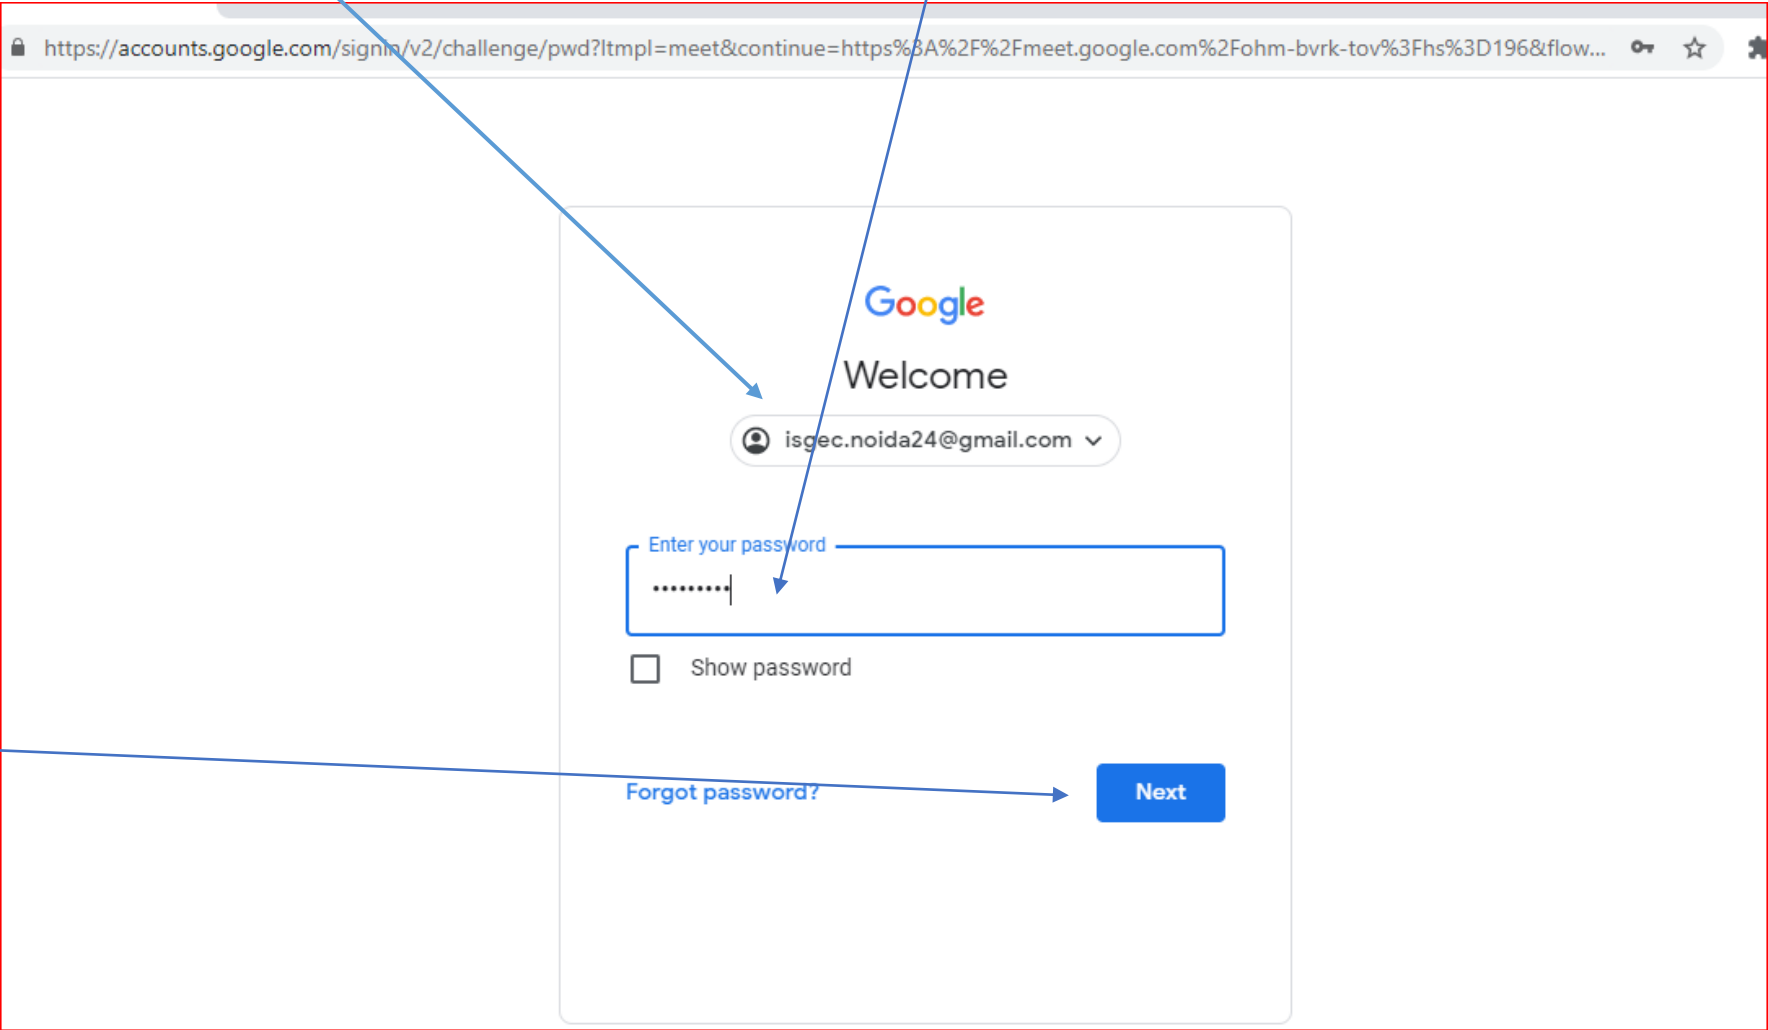 https://accounts.google.com/signin/v2/challenge/pwd?ltmpl=meet&continue=https%3A%2F%2Fmeet.google.com%2Fohm-bvrk-tov%3Fhs%3D196&flow...
Google
Welcome
isgec.noida24@gmail.com
Enter your password
•••••••••
Show password
Forgot password?
Next